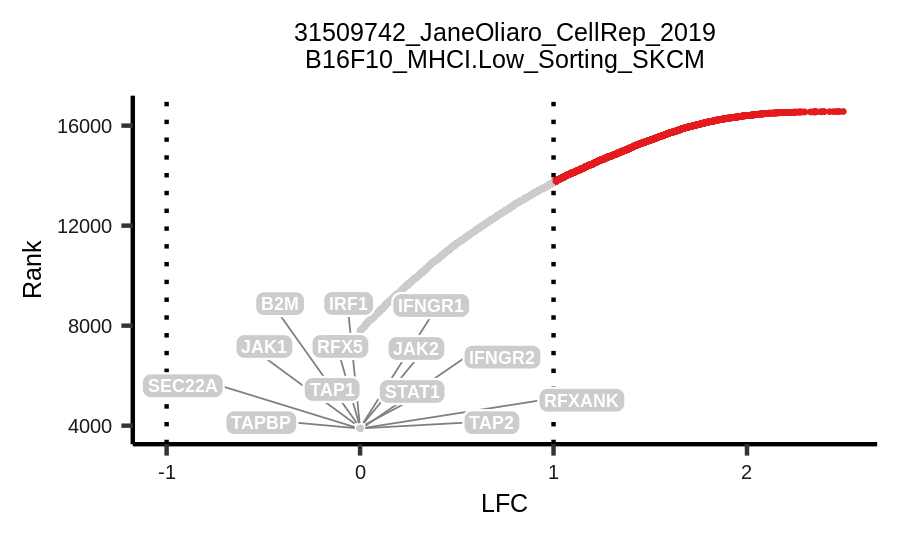 31509742_JaneOliaro_CellRep_2019
B16F10_MHCI.Low_Sorting_SKCM
Rank
16000
12000
8000
4000
B2M
IRF1
IFNGR1
JAK1
RFX5
JAK2
IFNGR2
SEC22A
TAP1
STAT1
RFXANK
TAPBP
TAP2
-1
0
1
2
LFC